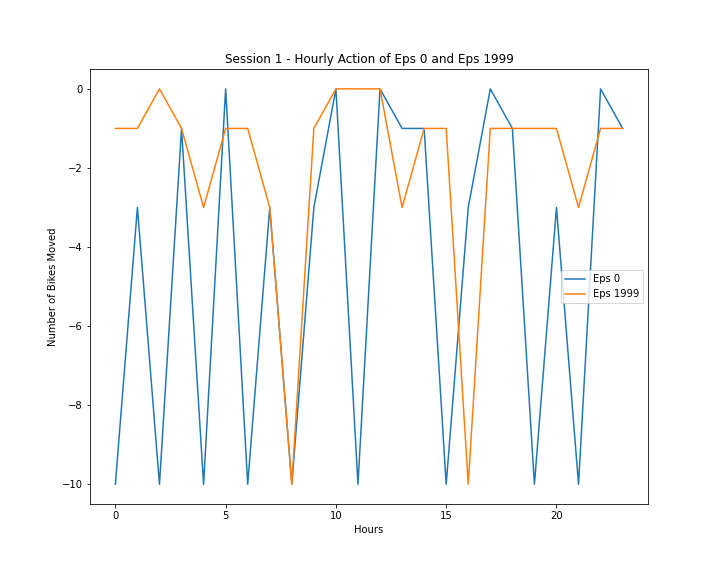 Session 1 - Hourly Action of Eps 0 and Eps 1999
Number of Bikes Moved
0
−2
−4
−6
−8
−10
Eps 0
Eps 1999
0 5 10 15 20
Hours